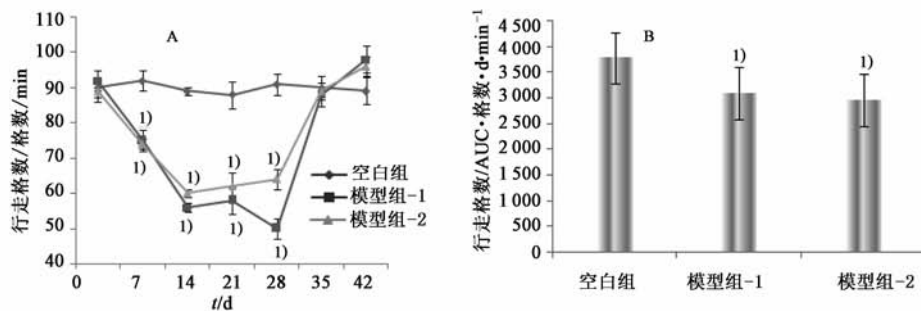 A
行走格数/格数/min
110
100
90
80
70
60
50
40
1)
1)
1)
1)
1)
1)
1)
1)
空白组
模型组-1
模型组-2
0 7 14 21 28 35 42
t/d
B
行走格数/AUC·格数·d·min⁻¹
4 500
4 000
3 500
3 000
2 500
2 000
1 500
1 000
500
0
1)
1)
空白组 模型组-1 模型组-2